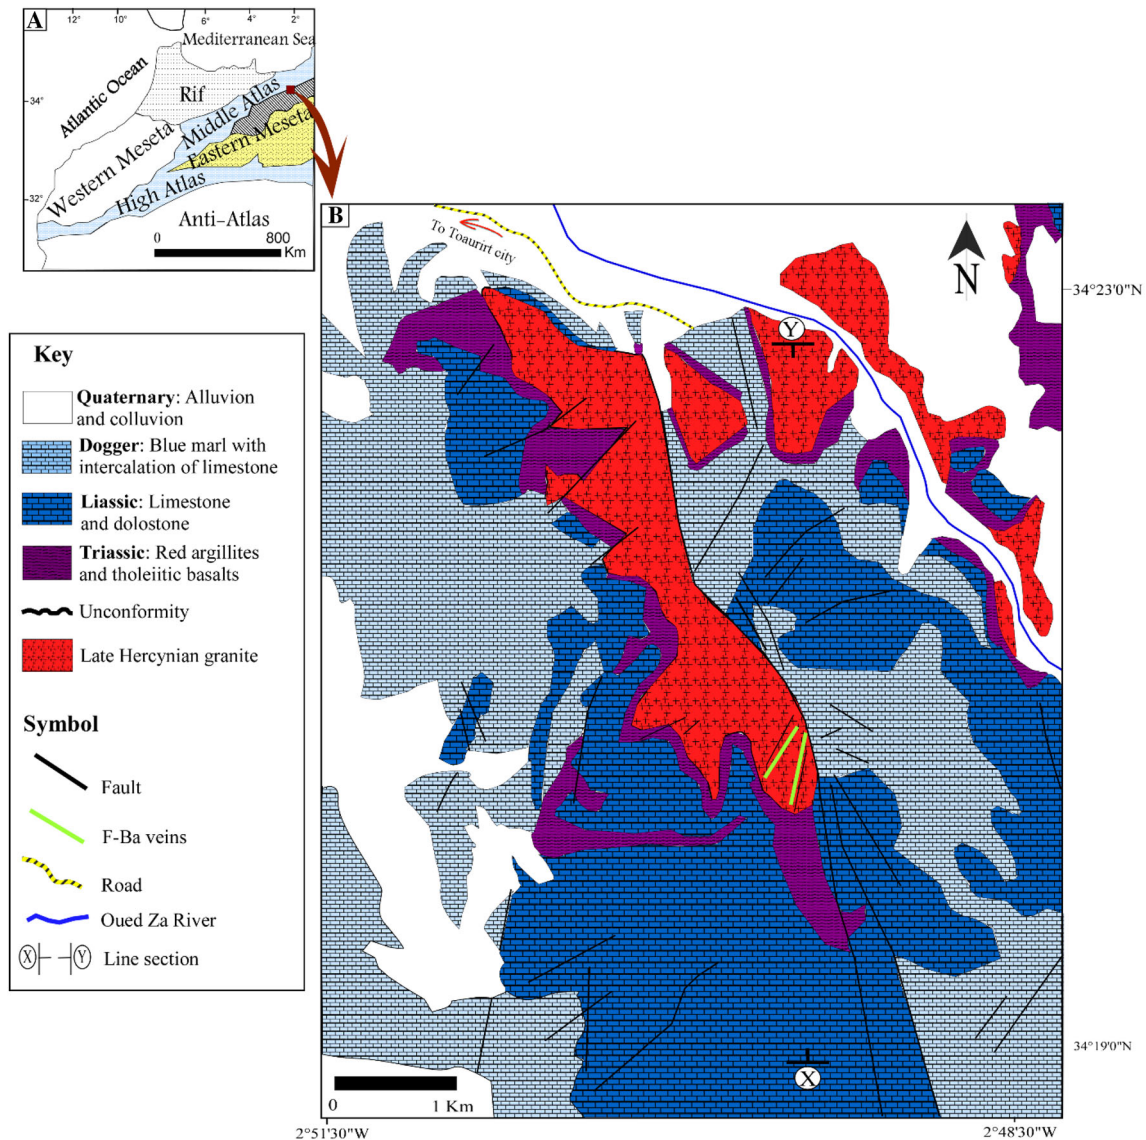 A
12°
10°
6°
4°
2°
Mediterranean Sea
Atlantic Ocean
Rif
34°
Middle Atlas
Western Meseta
Eastern Meseta
High Atlas
32°
Anti-Atlas
0
800
Km
B
To Toaurirt city
N
34°23'0"N
Y
Key
Quaternary: Alluvion
and colluvion
Dogger: Blue marl with
intercalation of limestone
Liassic: Limestone
and dolostone
Triassic: Red argillites
and tholeiitic basalts
Unconformity
Late Hercynian granite
Symbol
Fault
F-Ba veins
Road
Oued Za River
X
Y
Line section
34°19'0"N
X
0
1 Km
2°51'30"W
2°48'30"W